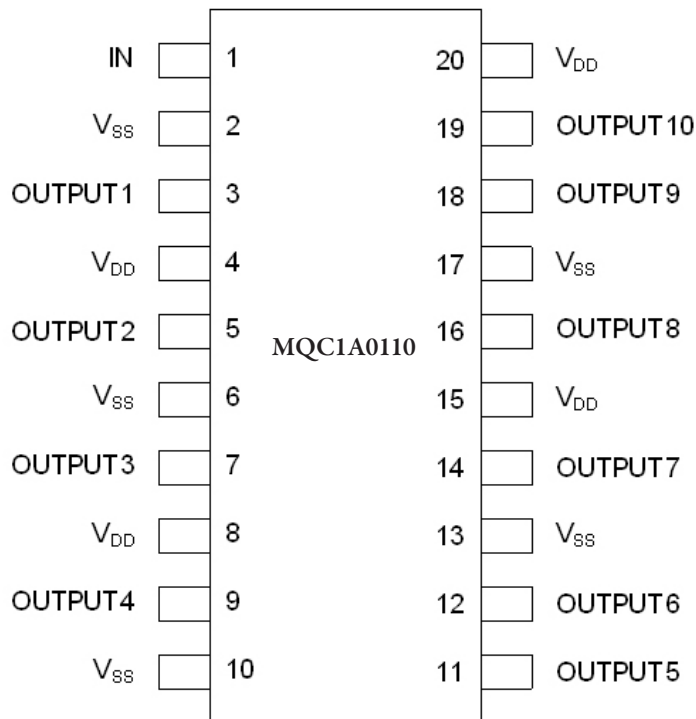 IN 1 20 VDD
VSS 2 19 OUTPUT10
OUTPUT1 3 18 OUTPUT9
VDD 4 17 VSS
OUTPUT2 5 16 OUTPUT8
MQC1A0110
VSS 6 15 VDD
OUTPUT3 7 14 OUTPUT7
VDD 8 13 VSS
OUTPUT4 9 12 OUTPUT6
VSS 10 11 OUTPUT5